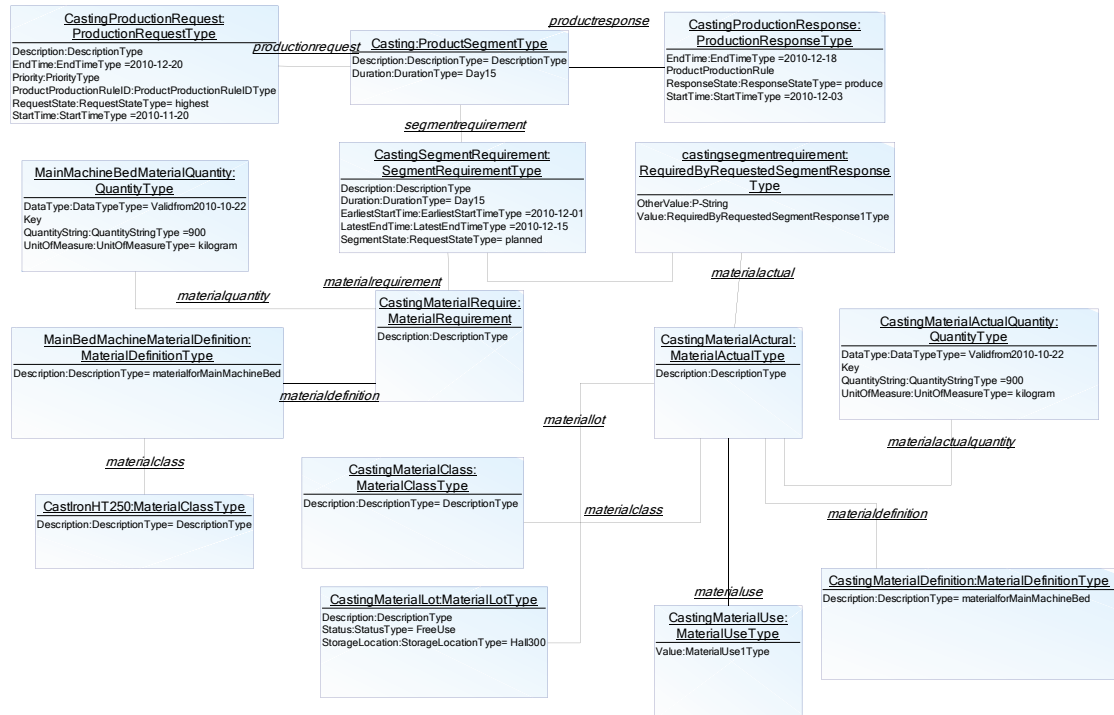 CastingProductionRequest:
ProductionRequestType
Description:DescriptionType
EndTime:EndTimeType =2010-12-20
Priority:PriorityType
ProductProductionRuleID:ProductProductionRuleIDType
RequestState:RequestStateType= highest
StartTime:StartTimeType =2010-11-20
productionrequest
Casting:ProductSegmentType
Description:DescriptionType= DescriptionType
Duration:DurationType= Day15
productresponse
CastingProductionResponse:
ProductionResponseType
EndTime:EndTimeType =2010-12-18
ProductProductionRule
ResponseState:ResponseStateType= produce
StartTime:StartTimeType =2010-12-03
segmentrequirement
MainMachineBedMaterialQuantity:
QuantityType
DataType:DataTypeType= Validfrom2010-10-22
Key
QuantityString:QuantityStringType =900
UnitOfMeasure:UnitOfMeasureType= kilogram
CastingSegmentRequirement:
SegmentRequirementType
Description:DescriptionType
Duration:DurationType= Day15
EarliestStartTime:EarliestStartTimeType =2010-12-01
LatestEndTime:LatestEndTimeType =2010-12-15
SegmentState:RequestStateType= planned
castingsegmentrequirement:
RequiredByRequestedSegmentResponse
Type
OtherValue:P-String
Value:RequiredByRequestedSegmentResponse1Type
materialquantity
materialrequirement
materialactual
CastingMaterialRequire:
MaterialRequirement
Description:DescriptionType
MainBedMachineMaterialDefinition:
MaterialDefinitionType
Description:DescriptionType= materialforMainMachineBed
materialdefinition
CastingMaterialActural:
MaterialActualType
Description:DescriptionType
CastingMaterialActualQuantity:
QuantityType
DataType:DataTypeType= Validfrom2010-10-22
Key
QuantityString:QuantityStringType =900
UnitOfMeasure:UnitOfMeasureType= kilogram
materiallot
materialactualquantity
materialclass
CastIronHT250:MaterialClassType
Description:DescriptionType= DescriptionType
CastingMaterialClass:
MaterialClassType
Description:DescriptionType= DescriptionType
materialclass
materialdefinition
CastingMaterialLot:MaterialLotType
Description:DescriptionType
Status:StatusType= FreeUse
StorageLocation:StorageLocationType= Hall300
materialuse
CastingMaterialUse:
MaterialUseType
Value:MaterialUse1Type
CastingMaterialDefinition:MaterialDefinitionType
Description:DescriptionType= materialforMainMachineBed